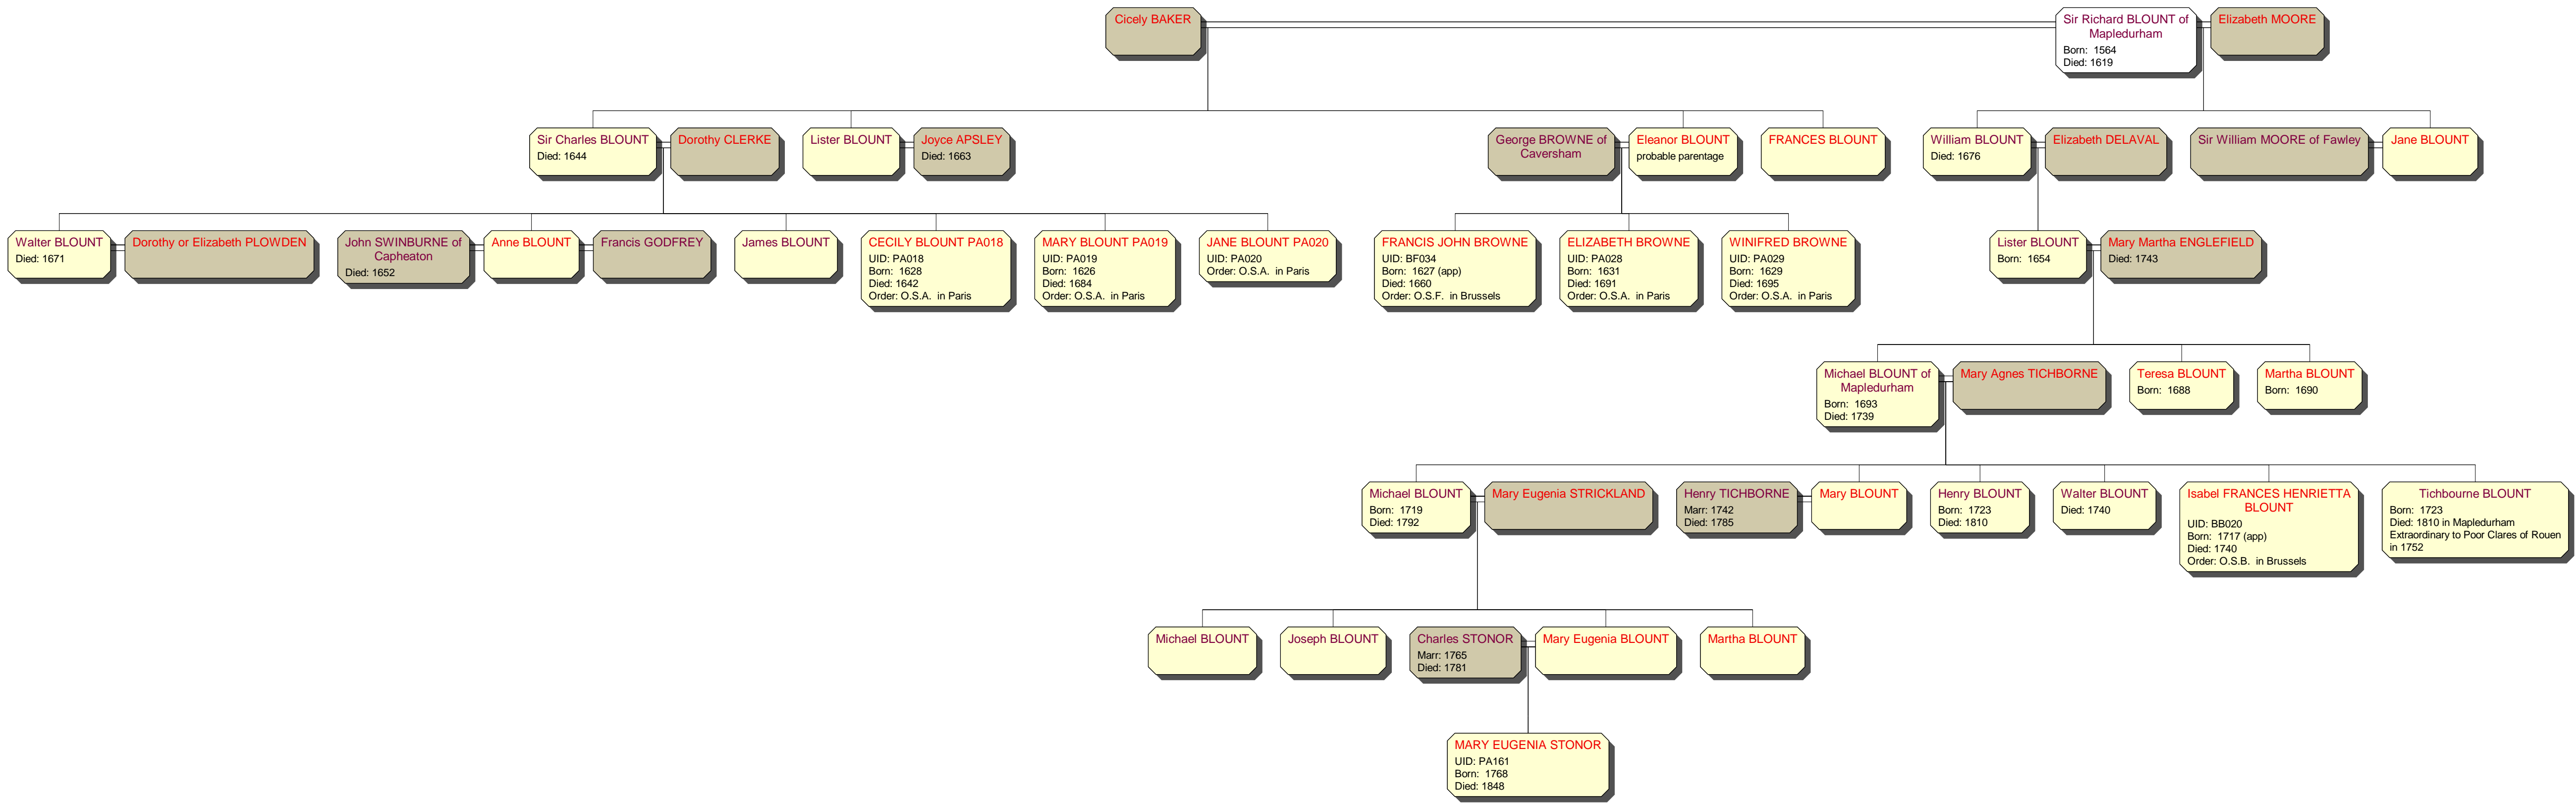 Cicely BAKER
Sir Richard BLOUNT of
Mapledurham
Born:  1564
Died: 1619
Elizabeth MOORE
Sir Charles BLOUNT
Died: 1644
Dorothy CLERKE
Lister BLOUNT
Joyce APSLEY
Died: 1663
George BROWNE of
Caversham
Eleanor BLOUNT
probable parentage
FRANCES BLOUNT
William BLOUNT
Died: 1676
Elizabeth DELAVAL
Sir William MOORE of Fawley
Jane BLOUNT
Walter BLOUNT
Died: 1671
Dorothy or Elizabeth PLOWDEN
John SWINBURNE of
Capheaton
Died: 1652
Anne BLOUNT
Francis GODFREY
James BLOUNT
CECILY BLOUNT PA018
UID: PA018
Born:  1628
Died: 1642
Order: O.S.A.  in Paris
MARY BLOUNT PA019
UID: PA019
Born:  1626
Died: 1684
Order: O.S.A.  in Paris
JANE BLOUNT PA020
UID: PA020
Order: O.S.A.  in Paris
FRANCIS JOHN BROWNE
UID: BF034
Born:  1627 (app)
Died: 1660
Order: O.S.F.  in Brussels
ELIZABETH BROWNE
UID: PA028
Born:  1631
Died: 1691
Order: O.S.A.  in Paris
WINIFRED BROWNE
UID: PA029
Born:  1629
Died: 1695
Order: O.S.A.  in Paris
Lister BLOUNT
Born:  1654
Mary Martha ENGLEFIELD
Died: 1743
Michael BLOUNT of
Mapledurham
Born:  1693
Died: 1739
Mary Agnes TICHBORNE
Teresa BLOUNT
Born:  1688
Martha BLOUNT
Born:  1690
Michael BLOUNT
Born:  1719
Died: 1792
Mary Eugenia STRICKLAND
Henry TICHBORNE
Marr: 1742
Died: 1785
Mary BLOUNT
Henry BLOUNT
Born:  1723
Died: 1810
Walter BLOUNT
Died: 1740
Isabel FRANCES HENRIETTA
BLOUNT
UID: BB020
Born:  1717 (app)
Died: 1740
Order: O.S.B.  in Brussels
Tichbourne BLOUNT
Born:  1723
Died: 1810 in Mapledurham
Extraordinary to Poor Clares of Rouen
in 1752
Michael BLOUNT
Joseph BLOUNT
Charles STONOR
Marr: 1765
Died: 1781
Mary Eugenia BLOUNT
Martha BLOUNT
MARY EUGENIA STONOR
UID: PA161
Born:  1768
Died: 1848